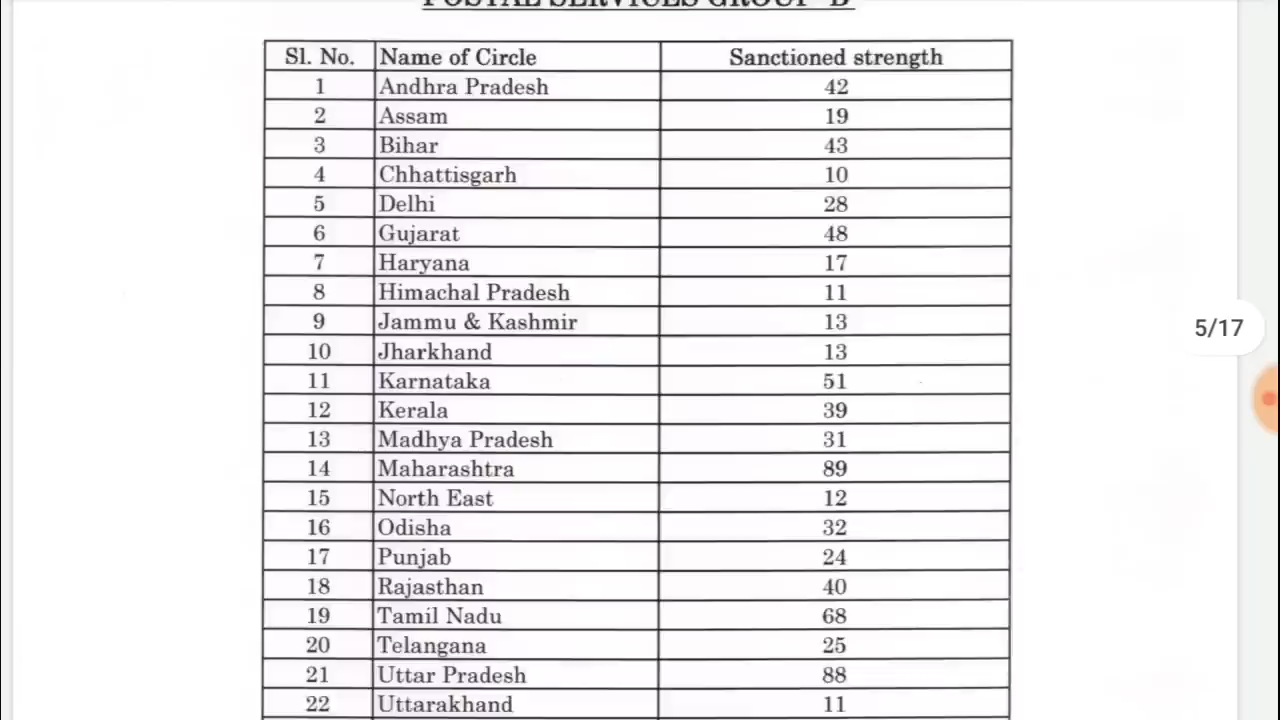 POSTAL SERVICES GROUP 'B'
Sl. No. Name of Circle Sanctioned strength
1 Andhra Pradesh 42
2 Assam 19
3 Bihar 43
4 Chhattisgarh 10
5 Delhi 28
6 Gujarat 48
7 Haryana 17
8 Himachal Pradesh 11
9 Jammu & Kashmir 13
10 Jharkhand 13
11 Karnataka 51
12 Kerala 39
5/17
13 Madhya Pradesh 31
14 Maharashtra 89
15 North East 12
16 Odisha 32
17 Punjab 24
18 Rajasthan 40
19 Tamil Nadu 68
20 Telangana 25
21 Uttar Pradesh 88
22 Uttarakhand 11